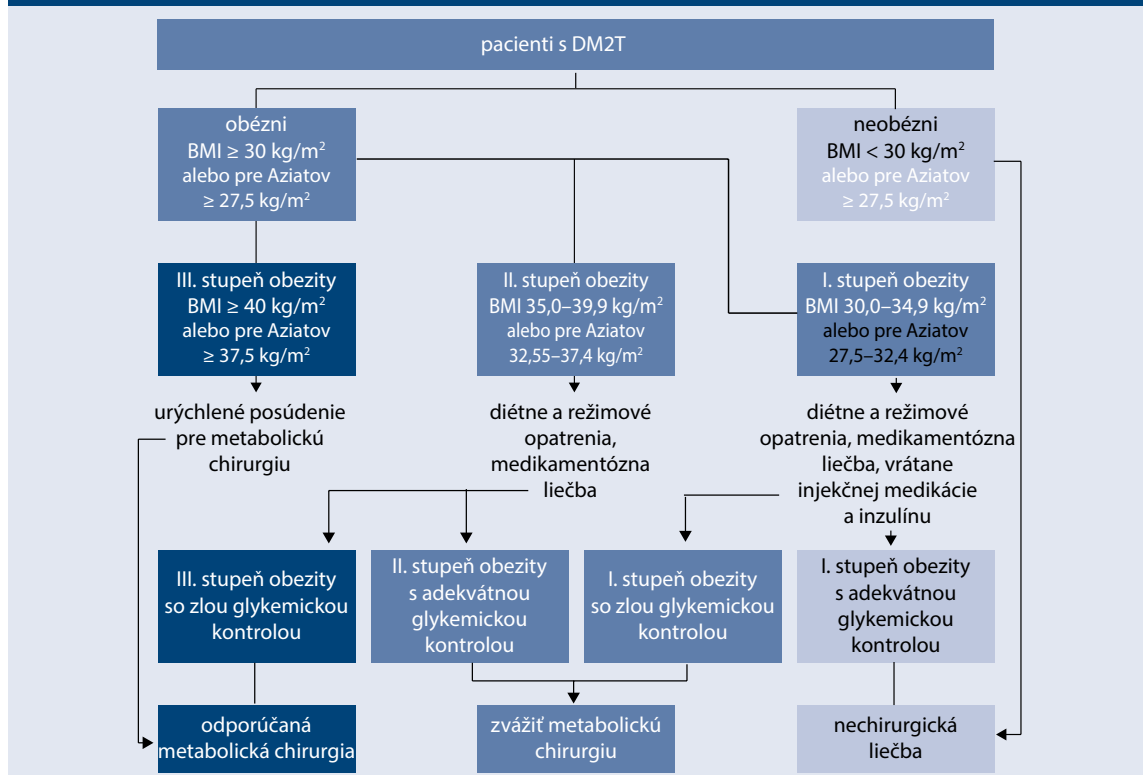 pacienti s DM2T
obézni
BMI ≥ 30 kg/m²
alebo pre Aziatov
≥ 27,5 kg/m²
neobézni
BMI < 30 kg/m²
alebo pre Aziatov
≥ 27,5 kg/m²
III. stupeň obezity
BMI ≥ 40 kg/m²
alebo pre Aziatov
≥ 37,5 kg/m²
II. stupeň obezity
BMI 35,0–39,9 kg/m²
alebo pre Aziatov
32,55–37,4 kg/m²
I. stupeň obezity
BMI 30,0–34,9 kg/m²
alebo pre Aziatov
27,5–32,4 kg/m²
urýchlené posúdenie
pre metabolickú
chirurgiu
diétne a režimové
opatrenia,
medikamentózna
liečba
diétne a režimové
opatrenia, medikamentózna
liečba, vrátane
injekčnej medikácie
a inzulínu
III. stupeň obezity
so zlou glykemickou
kontrolou
II. stupeň obezity
s adekvátnou
glykemickou
kontrolou
I. stupeň obezity
so zlou glykemickou
kontrolou
I. stupeň obezity
s adekvátnou
glykemickou
kontrolou
odporúčaná
metabolická chirurgia
zvážiť metabolickú
chirurgiu
nechirurgická
liečba